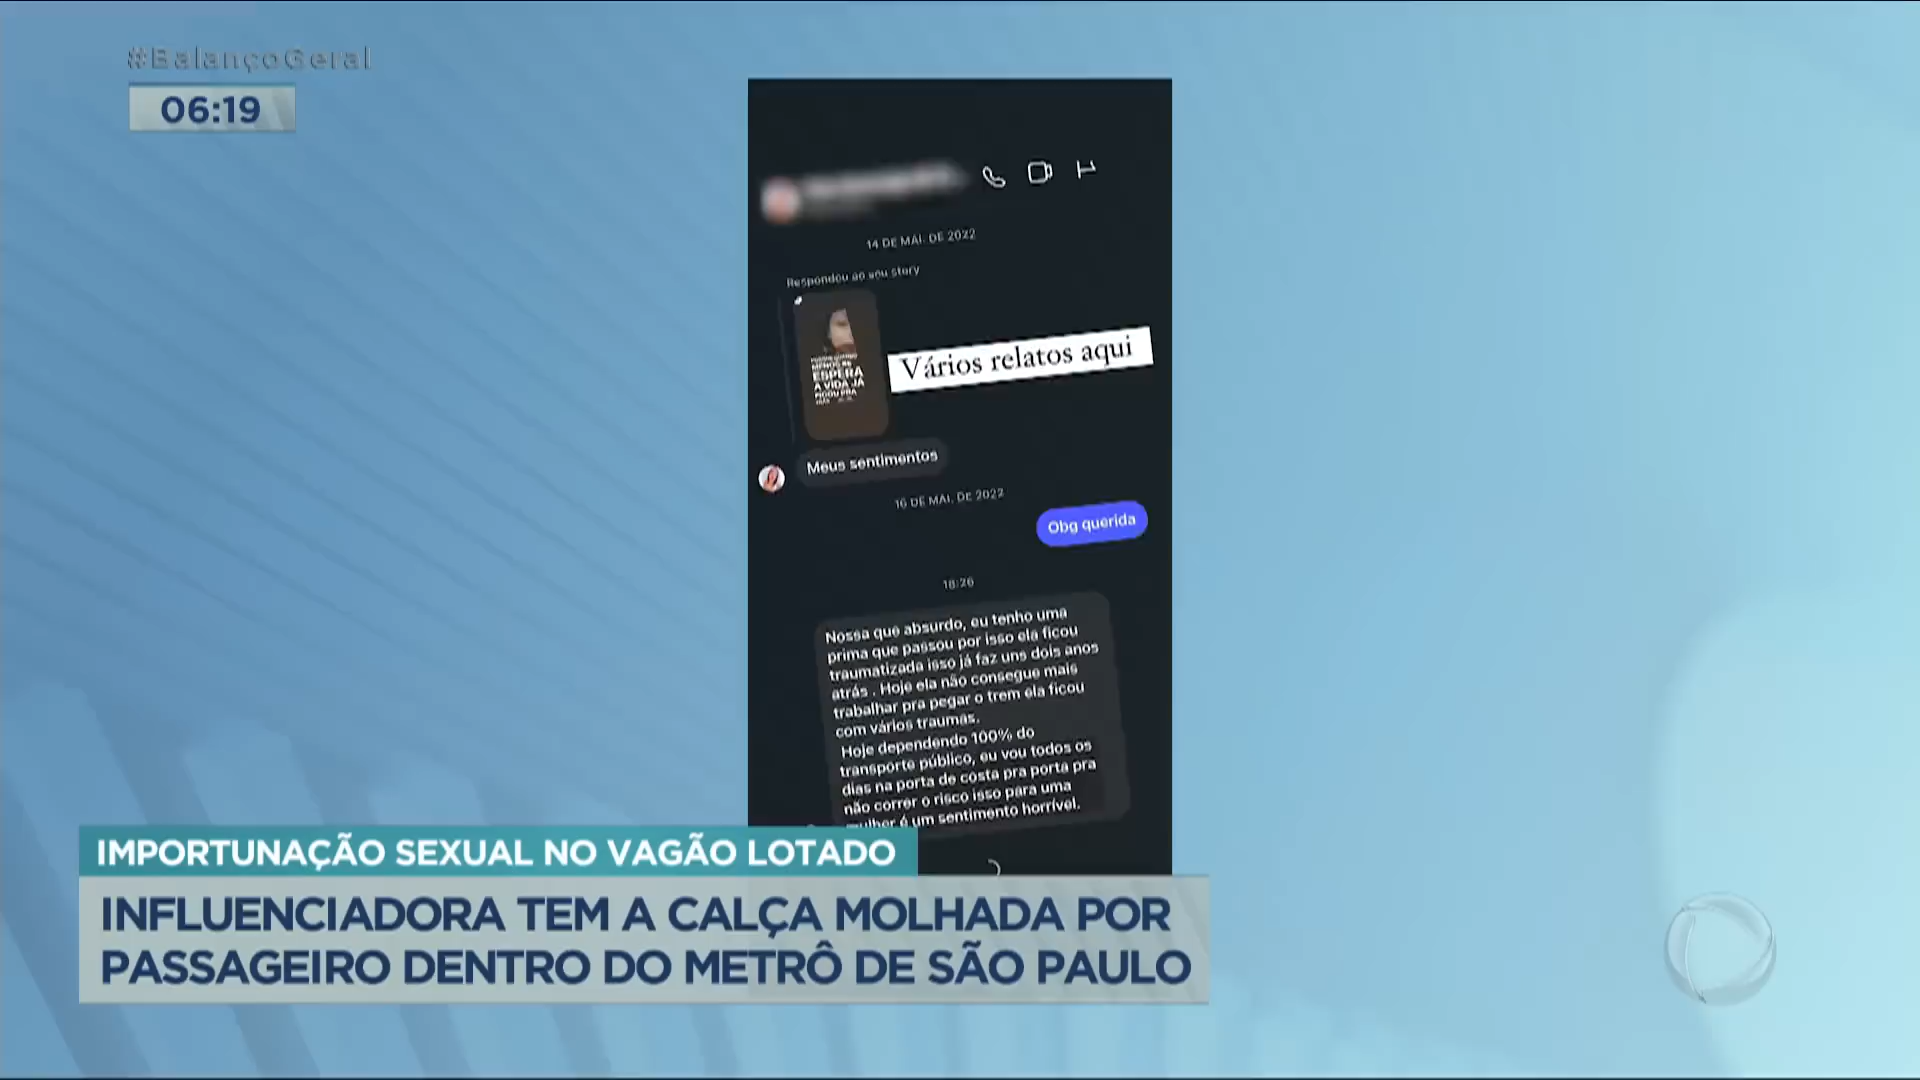 #BalançoGeral
06:19
14 DE MAI. DE 2022
Respondeu ao seu story
MENOS SE
ESPERA
A VIDA JÁ
FICOU PRA
Vários relatos aqui
Meus sentimentos
16 DE MAI. DE 2022
Obg querida
18:26
Nossa que absurdo, eu tenho uma
prima que passou por isso ela ficou
traumatizada isso já faz uns dois anos
atrás . Hoje ela não consegue mais
trabalhar pra pegar o trem ela ficou
com vários traumas.
Hoje dependendo 100% do
transporte público, eu vou todos os
dias na porta de costa pra porta pra
não correr o risco isso para uma
mulher é um sentimento horrível.
IMPORTUNAÇÃO SEXUAL NO VAGÃO LOTADO
INFLUENCIADORA TEM A CALÇA MOLHADA POR
PASSAGEIRO DENTRO DO METRÔ DE SÃO PAULO